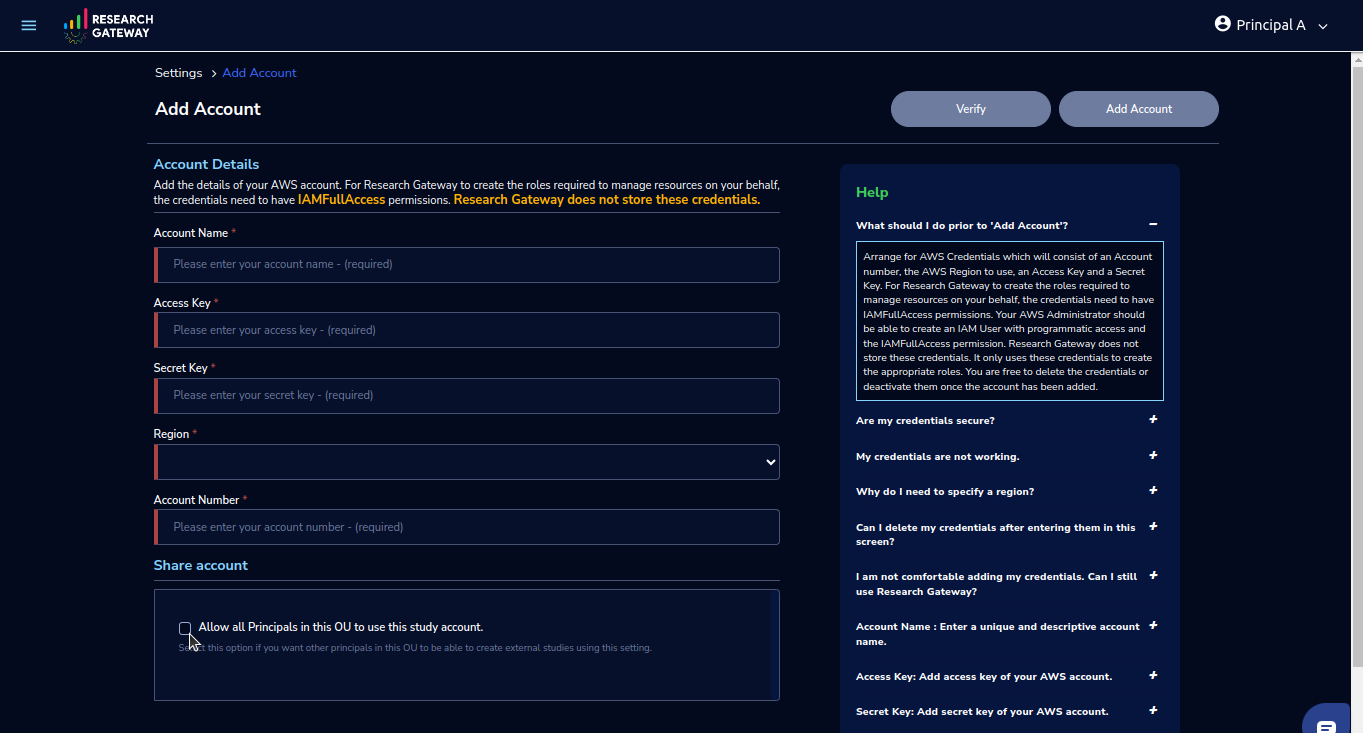 RESEARCH
GATEWAY
Principal A
Settings > Add Account
Add Account
Verify
Add Account
Account Details
Add the details of your AWS account. For Research Gateway to create the roles required to manage resources on your behalf,
the credentials need to have IAMFullAccess permissions. Research Gateway does not store these credentials.
Account Name *
Please enter your account name - (required)
Access Key *
Please enter your access key - (required)
Secret Key *
Please enter your secret key - (required)
Region *
Account Number *
Please enter your account number - (required)
Share account
Allow all Principals in this OU to use this study account.
Select this option if you want other principals in this OU to be able to create external studies using this setting.
Help
What should I do prior to 'Add Account'?
Arrange for AWS Credentials which will consist of an Account
number, the AWS Region to use, an Access Key and a Secret
Key. For Research Gateway to create the roles required to
manage resources on your behalf, the credentials need to have
IAMFullAccess permissions. Your AWS Administrator should
be able to create an IAM User with programmatic access and
the IAMFullAccess permission. Research Gateway does not
store these credentials. It only uses these credentials to create
the appropriate roles. You are free to delete the credentials or
deactivate them once the account has been added.
Are my credentials secure?
My credentials are not working.
Why do I need to specify a region?
Can I delete my credentials after entering them in this
screen?
I am not comfortable adding my credentials. Can I still
use Research Gateway?
Account Name : Enter a unique and descriptive account
name.
Access Key: Add access key of your AWS account.
Secret Key: Add secret key of your AWS account.